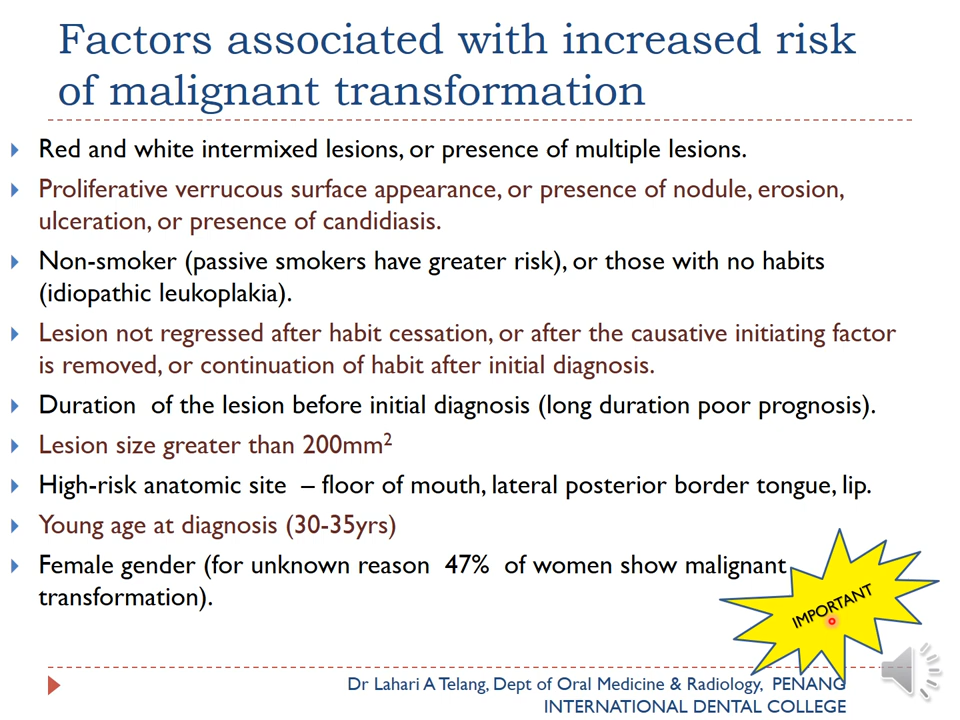 Factors associated with increased risk
of malignant transformation
Red and white intermixed lesions, or presence of multiple lesions.
Proliferative verrucous surface appearance, or presence of nodule, erosion,
ulceration, or presence of candidiasis.
Non-smoker (passive smokers have greater risk), or those with no habits
(idiopathic leukoplakia).
Lesion not regressed after habit cessation, or after the causative initiating factor
is removed, or continuation of habit after initial diagnosis.
Duration of the lesion before initial diagnosis (long duration poor prognosis).
Lesion size greater than 200mm²
High-risk anatomic site – floor of mouth, lateral posterior border tongue, lip.
Young age at diagnosis (30-35yrs)
Female gender (for unknown reason 47% of women show malignant
transformation).
IMPORTANT
Dr Lahari A Telang, Dept of Oral Medicine & Radiology, PENANG
INTERNATIONAL DENTAL COLLEGE